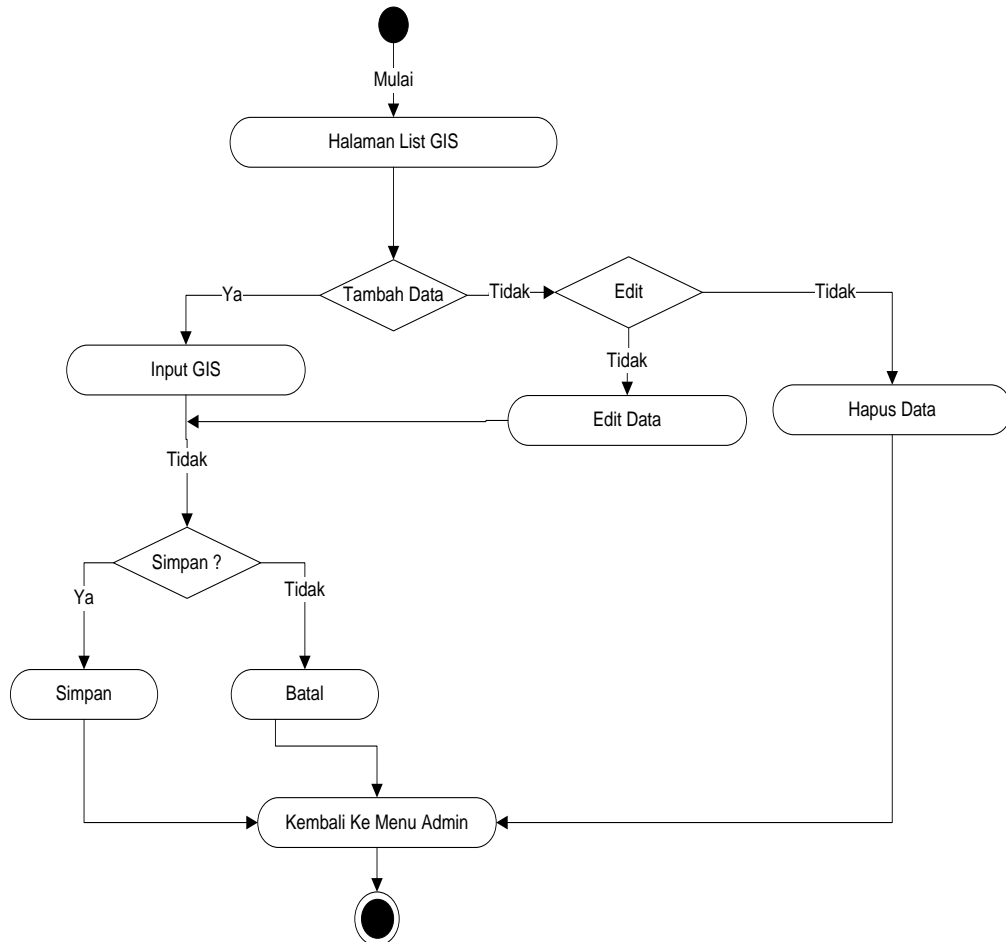 Mulai
Halaman List GIS
Ya
Tambah Data
Tidak
Edit
Tidak
Input GIS
Tidak
Edit Data
Hapus Data
Tidak
Simpan ?
Ya
Tidak
Simpan
Batal
Kembali Ke Menu Admin